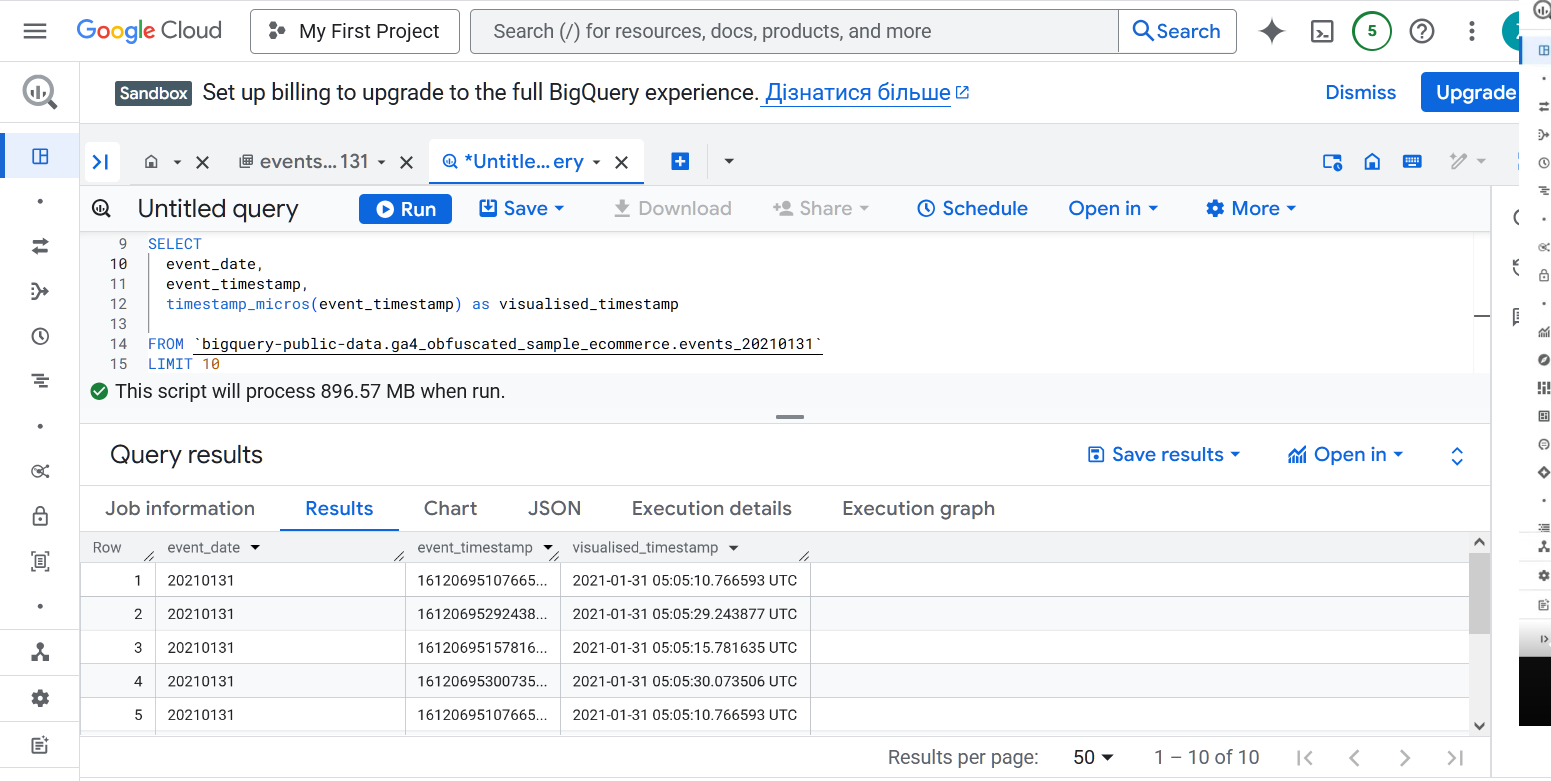 Google Cloud My First Project Search (/) for resources, docs, products, and more Search 5
Sandbox Set up billing to upgrade to the full BigQuery experience. Дізнатися більше Dismiss Upgrade
events... 131 *Untitle... ery
Untitled query Run Save Download Share Schedule Open in More
9 SELECT
10 event_date,
11 event_timestamp,
12 timestamp_micros(event_timestamp) as visualised_timestamp
13
14 FROM `bigquery-public-data.ga4_obfuscated_sample_ecommerce.events_20210131`
15 LIMIT 10
This script will process 896.57 MB when run.
Query results Save results Open in
Job information Results Chart JSON Execution details Execution graph
Row event_date event_timestamp visualised_timestamp
1 20210131 16120695107665... 2021-01-31 05:05:10.766593 UTC
2 20210131 16120695292438... 2021-01-31 05:05:29.243877 UTC
3 20210131 16120695157816... 2021-01-31 05:05:15.781635 UTC
4 20210131 16120695300735... 2021-01-31 05:05:30.073506 UTC
5 20210131 16120695107665... 2021-01-31 05:05:10.766593 UTC
Results per page: 50 1 – 10 of 10